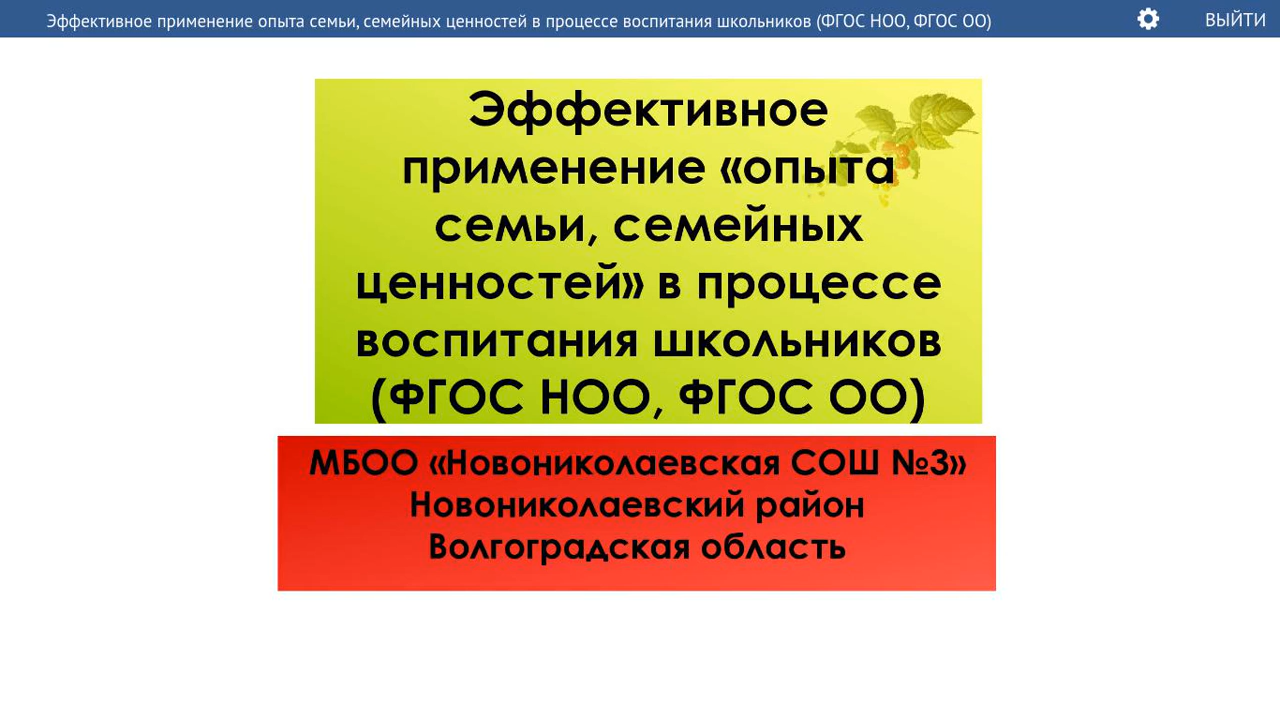 Эффективное применение опыта семьи, семейных ценностей в процессе воспитания школьников (ФГОС НОО, ФГОС ОО)
ВЫЙТИ
Эффективное
применение «опыта
семьи, семейных
ценностей» в процессе
воспитания школьников
(ФГОС НОО, ФГОС ОО)
МБОО «Новониколаевская СОШ №3»
Новониколаевский район
Волгоградская область